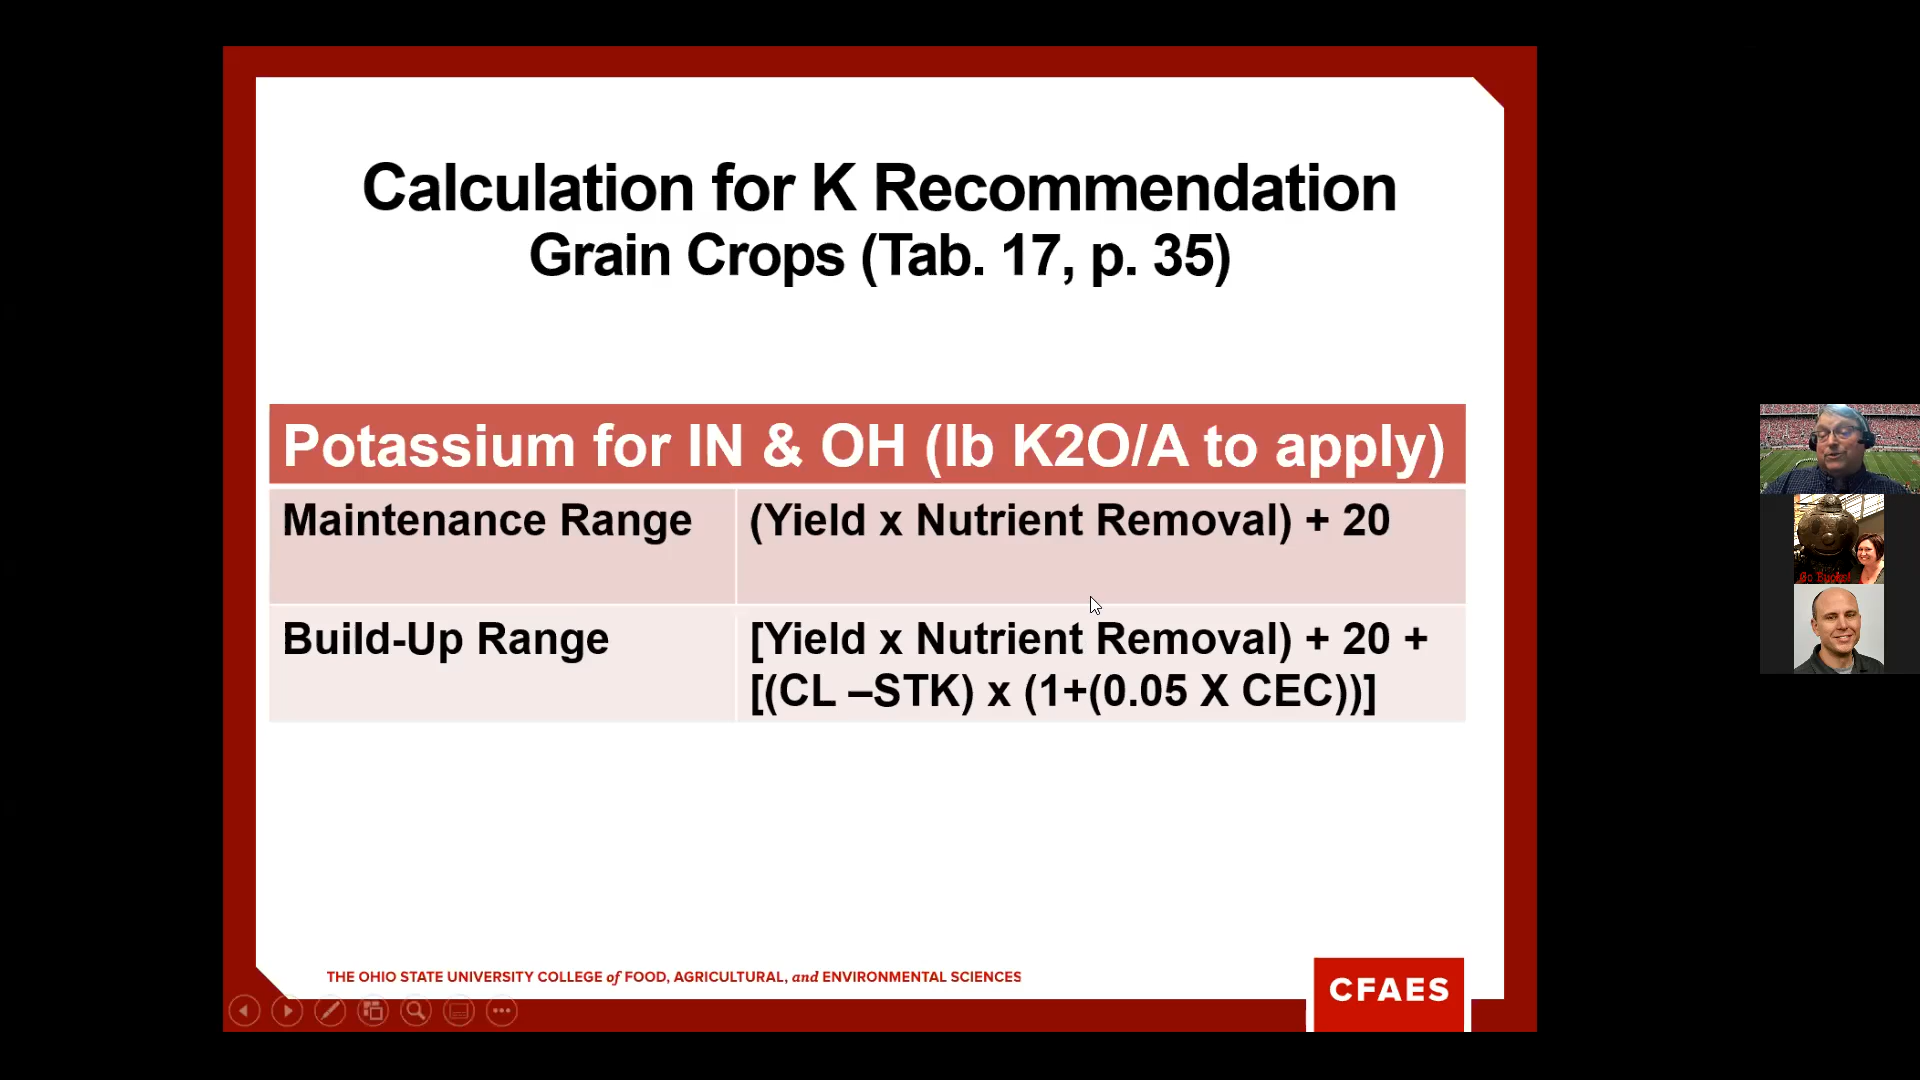 Calculation for K Recommendation
Grain Crops (Tab. 17, p. 35)
Potassium for IN & OH (lb K2O/A to apply)
Maintenance Range
(Yield x Nutrient Removal) + 20
Build-Up Range
[Yield x Nutrient Removal) + 20 +
[(CL –STK) x (1+(0.05 X CEC))]
THE OHIO STATE UNIVERSITY COLLEGE of FOOD, AGRICULTURAL, and ENVIRONMENTAL SCIENCES
CFAES
Go Bucks!